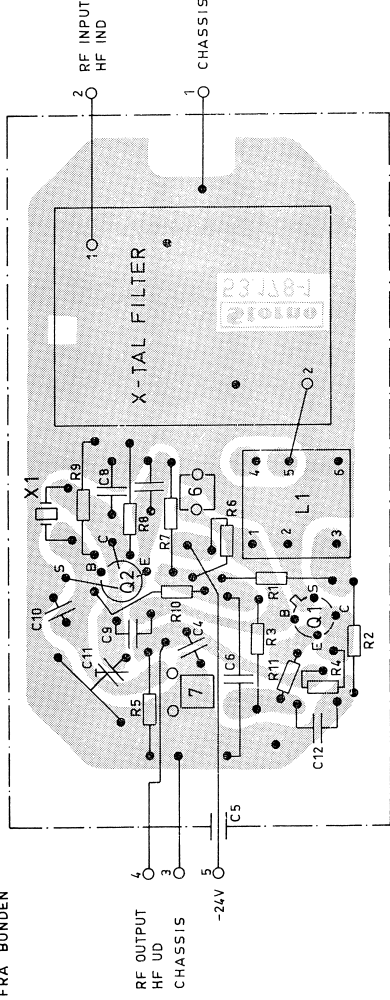 FRA BUNDEN
RF INPUT
HF IND
2
CHASSIS
1
X-TAL FILTER
1
2
53.178-1
Storno
X1
R9
C8
R8
R7
6
R6
C10
S
B
C
Q2
E
C11
C9
R10
C4
R5
7
C6
L1
1
2
3
4
5
6
R1
R3
B
S
Q1
E
C
R11
R4
R2
C12
C5
4
3
5
RF OUTPUT
HF UD
CHASSIS
-24V